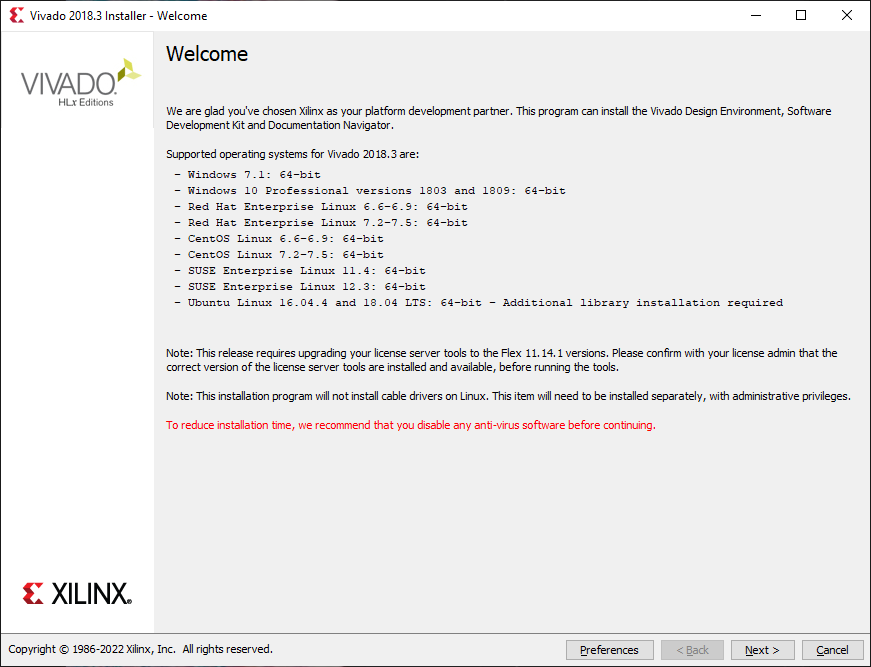 Vivado 2018.3 Installer - Welcome
VIVADO.
HLx Editions
Welcome
We are glad you've chosen Xilinx as your platform development partner. This program can install the Vivado Design Environment, Software
Development Kit and Documentation Navigator.
Supported operating systems for Vivado 2018.3 are:
- Windows 7.1: 64-bit
- Windows 10 Professional versions 1803 and 1809: 64-bit
- Red Hat Enterprise Linux 6.6-6.9: 64-bit
- Red Hat Enterprise Linux 7.2-7.5: 64-bit
- CentOS Linux 6.6-6.9: 64-bit
- CentOS Linux 7.2-7.5: 64-bit
- SUSE Enterprise Linux 11.4: 64-bit
- SUSE Enterprise Linux 12.3: 64-bit
- Ubuntu Linux 16.04.4 and 18.04 LTS: 64-bit - Additional library installation required
Note: This release requires upgrading your license server tools to the Flex 11.14.1 versions. Please confirm with your license admin that the
correct version of the license server tools are installed and available, before running the tools.
Note: This installation program will not install cable drivers on Linux. This item will need to be installed separately, with administrative privileges.
To reduce installation time, we recommend that you disable any anti-virus software before continuing.
XILINX®
Copyright © 1986-2022 Xilinx, Inc. All rights reserved.
Preferences
< Back
Next >
Cancel